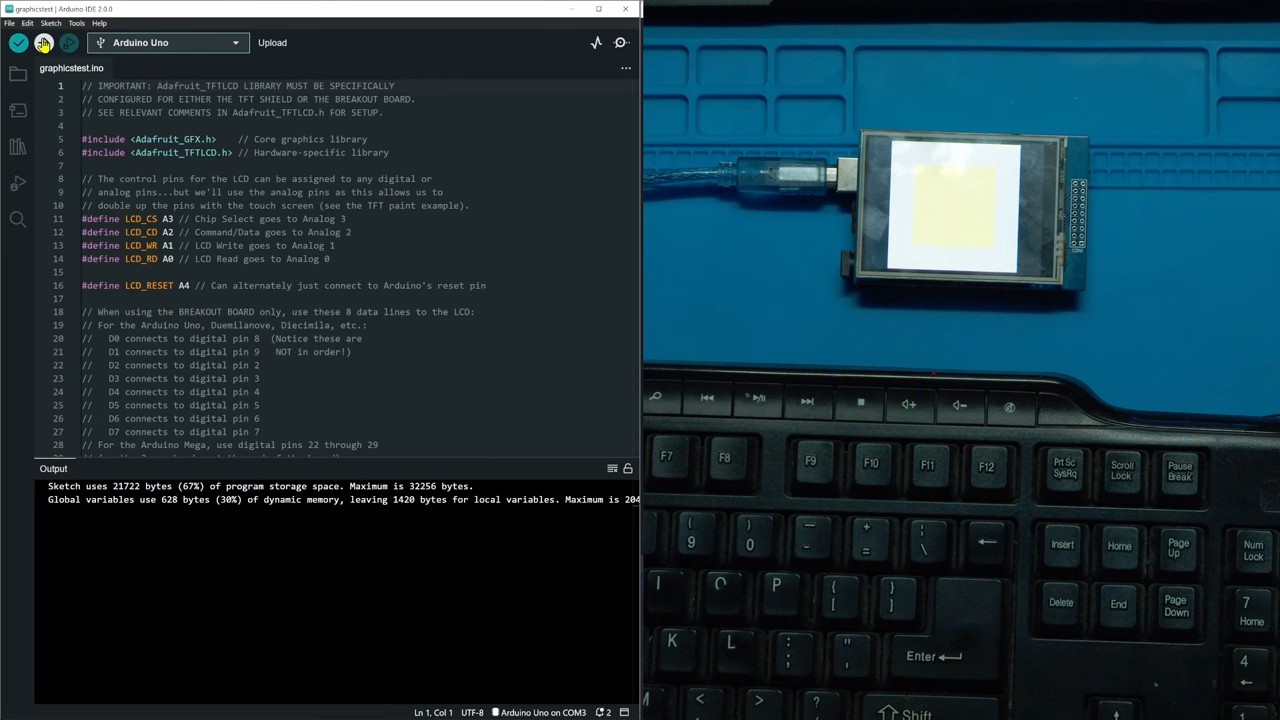 graphicstest | Arduino IDE 2.0.0
File Edit Sketch Tools Help
Arduino Uno
Upload
graphicstest.ino
1 // IMPORTANT: Adafruit_TFTLCD LIBRARY MUST BE SPECIFICALLY
2 // CONFIGURED FOR EITHER THE TFT SHIELD OR THE BREAKOUT BOARD.
3 // SEE RELEVANT COMMENTS IN Adafruit_TFTLCD.h FOR SETUP.
4
5 #include <Adafruit_GFX.h> // Core graphics library
6 #include <Adafruit_TFTLCD.h> // Hardware-specific library
7
8 // The control pins for the LCD can be assigned to any digital or
9 // analog pins...but we'll use the analog pins as this allows us to
10 // double up the pins with the touch screen (see the TFT paint example).
11 #define LCD_CS A3 // Chip Select goes to Analog 3
12 #define LCD_CD A2 // Command/Data goes to Analog 2
13 #define LCD_WR A1 // LCD Write goes to Analog 1
14 #define LCD_RD A0 // LCD Read goes to Analog 0
15
16 #define LCD_RESET A4 // Can alternately just connect to Arduino's reset pin
17
18 // When using the BREAKOUT BOARD only, use these 8 data lines to the LCD:
19 // For the Arduino Uno, Duemilanove, Diecimila, etc.:
20 // D0 connects to digital pin 8 (Notice these are
21 // D1 connects to digital pin 9 NOT in order!)
22 // D2 connects to digital pin 2
23 // D3 connects to digital pin 3
24 // D4 connects to digital pin 4
25 // D5 connects to digital pin 5
26 // D6 connects to digital pin 6
27 // D7 connects to digital pin 7
28 // For the Arduino Mega, use digital pins 22 through 29
Output
Sketch uses 21722 bytes (67%) of program storage space. Maximum is 32256 bytes.
Global variables use 628 bytes (30%) of dynamic memory, leaving 1420 bytes for local variables. Maximum is 204
Ln 1, Col 1 UTF-8 Arduino Uno on COM3 2
F7 F8 F9 F10 F11 F12 Prt Sc SysRq Scroll Lock Pause Break
( 9 ) 0 — - + = | \ Insert Home Page Up Num Lock
I O P { [ } ] Delete End Page Down 7 Home
K L : ; " ' Enter 4
M < > ? Shift